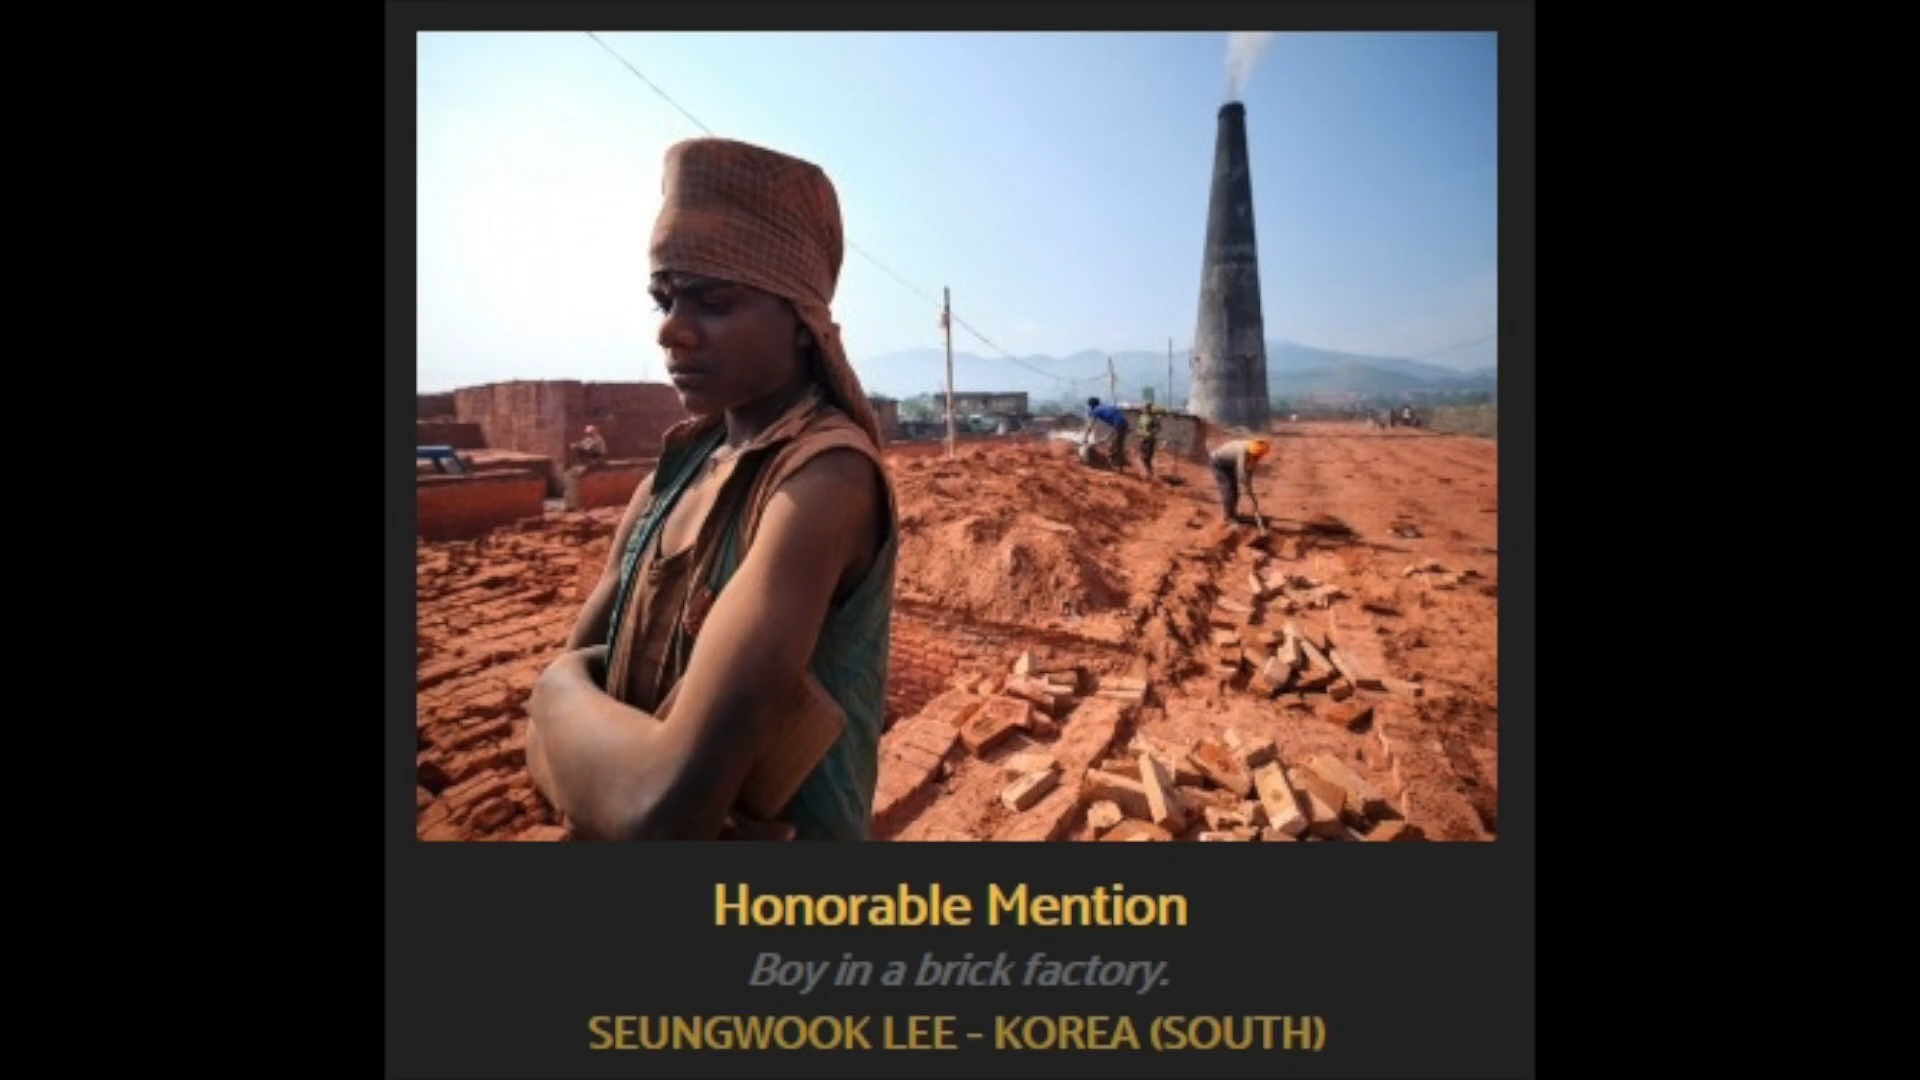 Honorable Mention
Boy in a brick factory.
SEUNGWOOK LEE - KOREA (SOUTH)